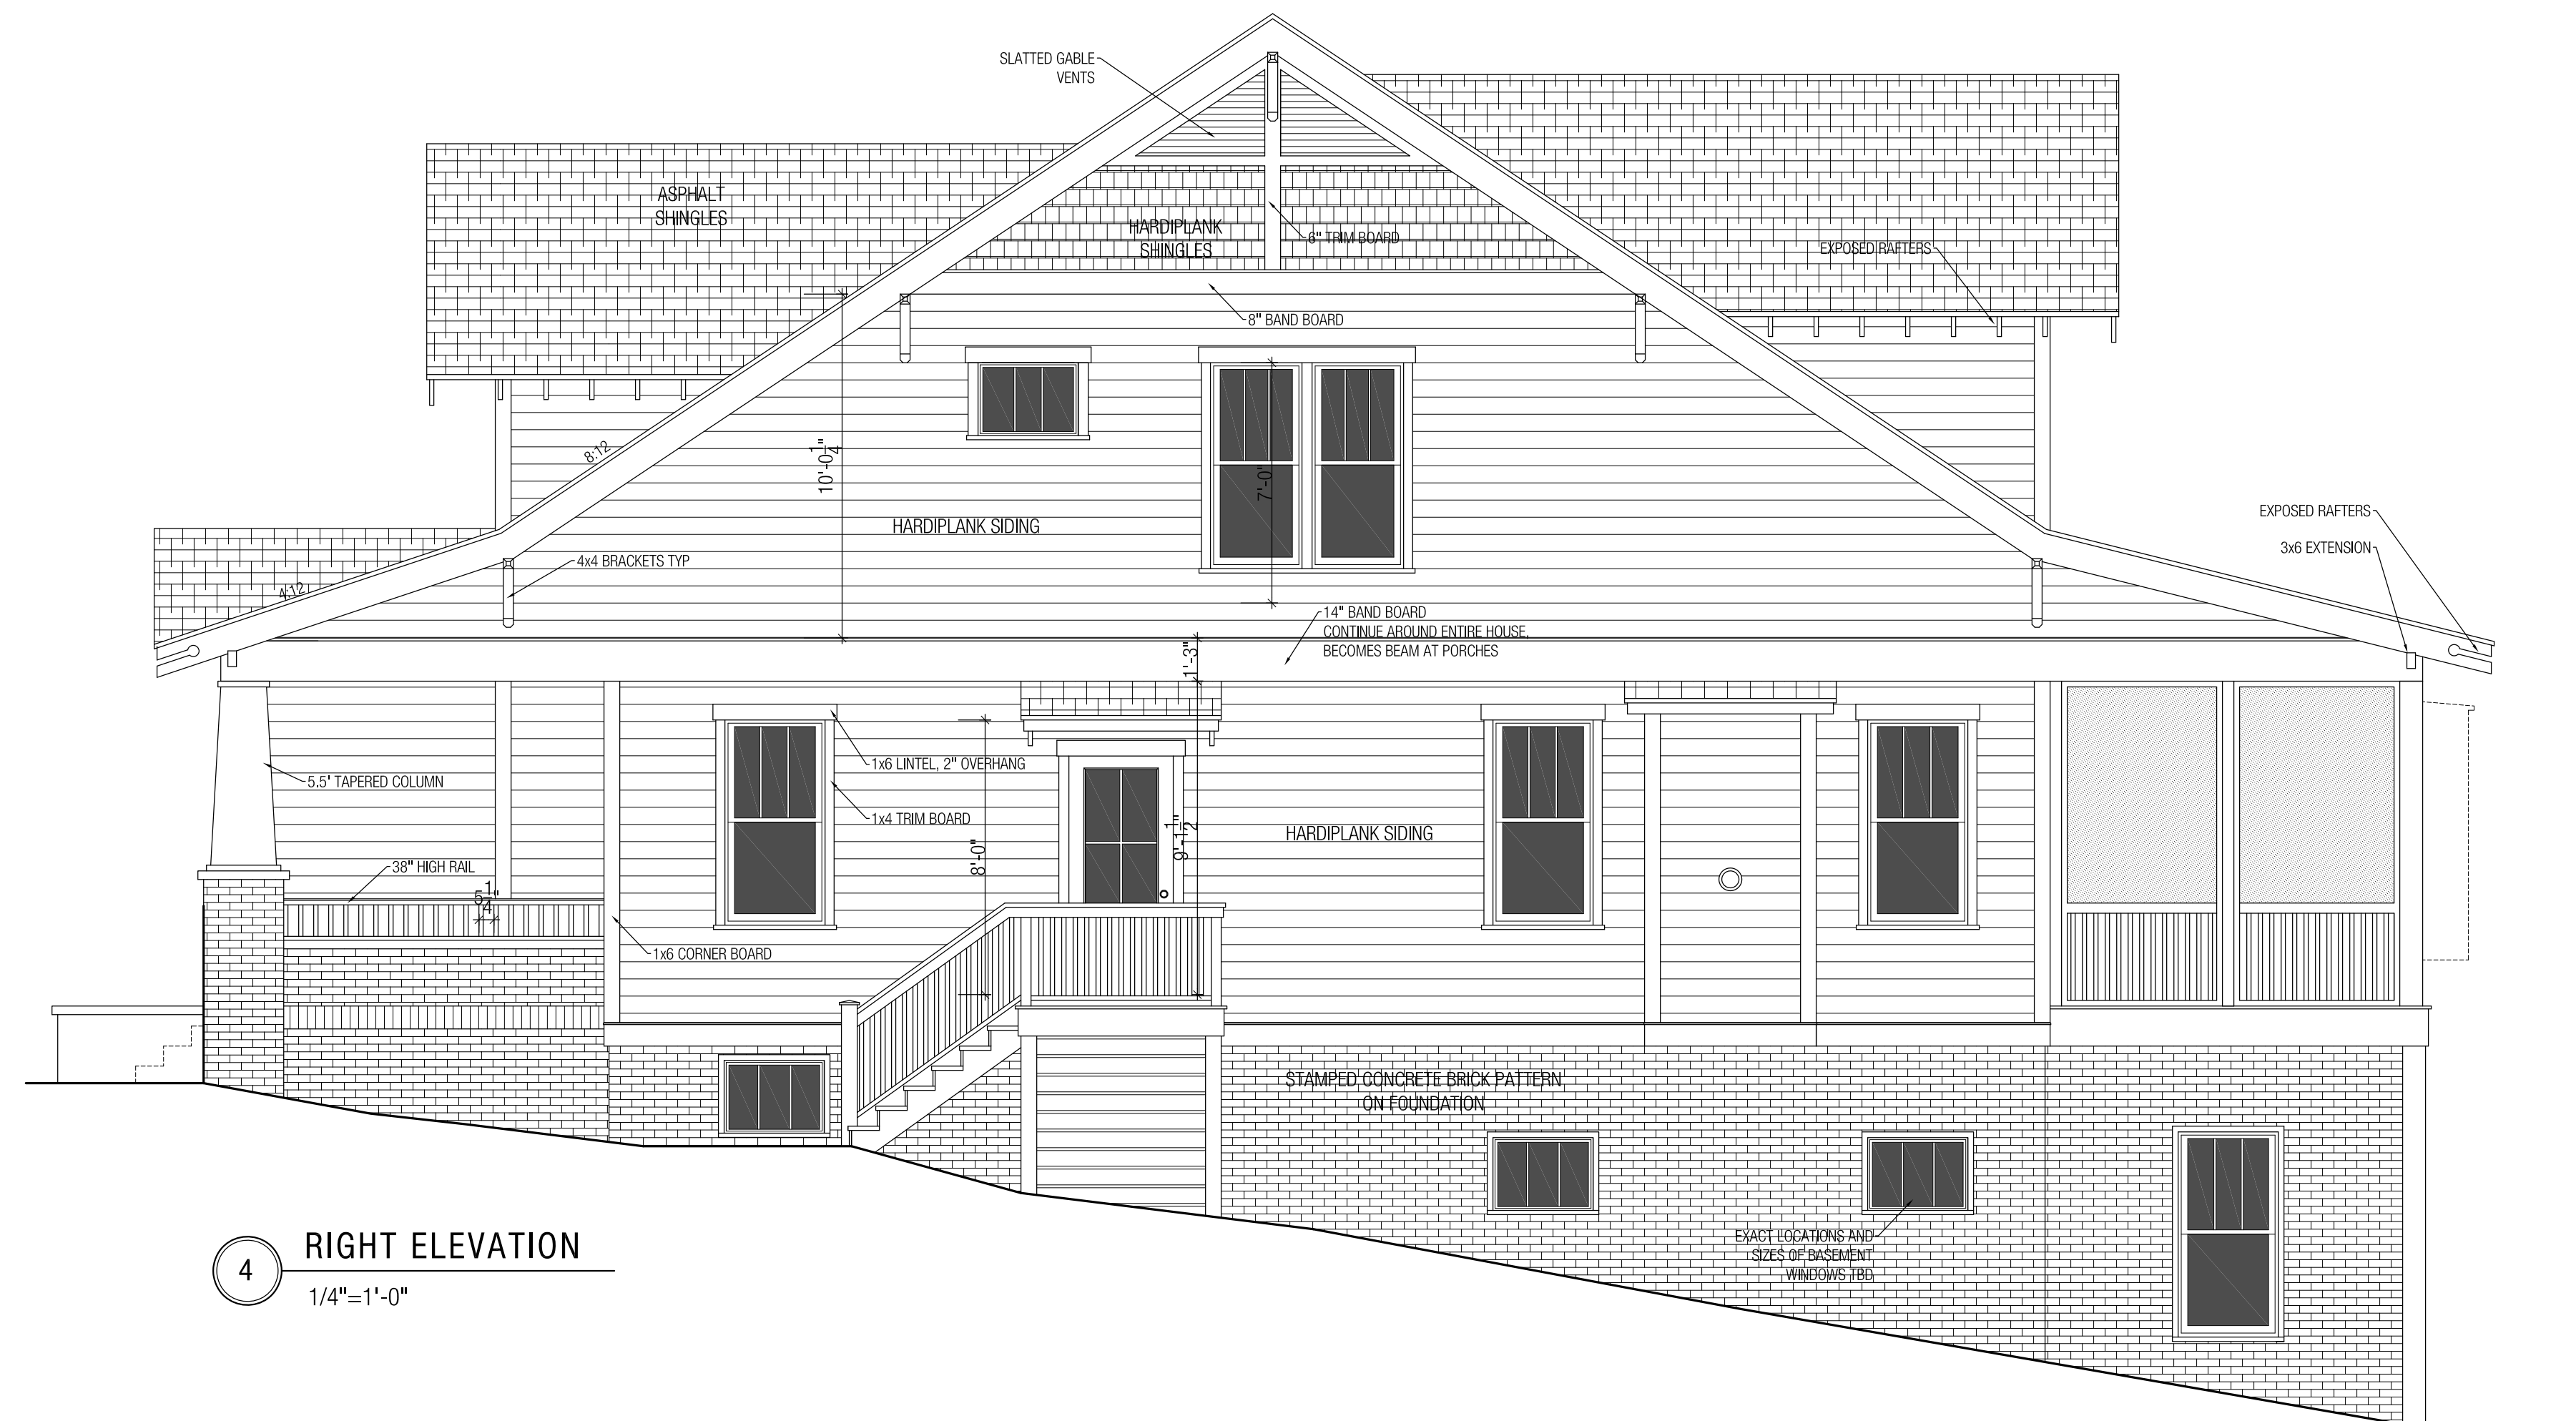 SLATTED GABLE
VENTS
ASPHALT
SHINGLES
HARDIPLANK
SHINGLES
6" TRIM BOARD
EXPOSED RAFTERS
8" BAND BOARD
8:12
10'-0 1/4"
7'-0"
HARDIPLANK SIDING
EXPOSED RAFTERS
3x6 EXTENSION
4x4 BRACKETS TYP
4:12
14" BAND BOARD
CONTINUE AROUND ENTIRE HOUSE,
BECOMES BEAM AT PORCHES
1'-3"
1x6 LINTEL, 2" OVERHANG
5.5' TAPERED COLUMN
1x4 TRIM BOARD
8'-0"
9'-1 1/2"
HARDIPLANK SIDING
38" HIGH RAIL
5 1/4"
1x6 CORNER BOARD
STAMPED CONCRETE BRICK PATTERN
ON FOUNDATION
EXACT LOCATIONS AND
SIZES OF BASEMENT
WINDOWS TBD
4
RIGHT ELEVATION
1/4"=1'-0"